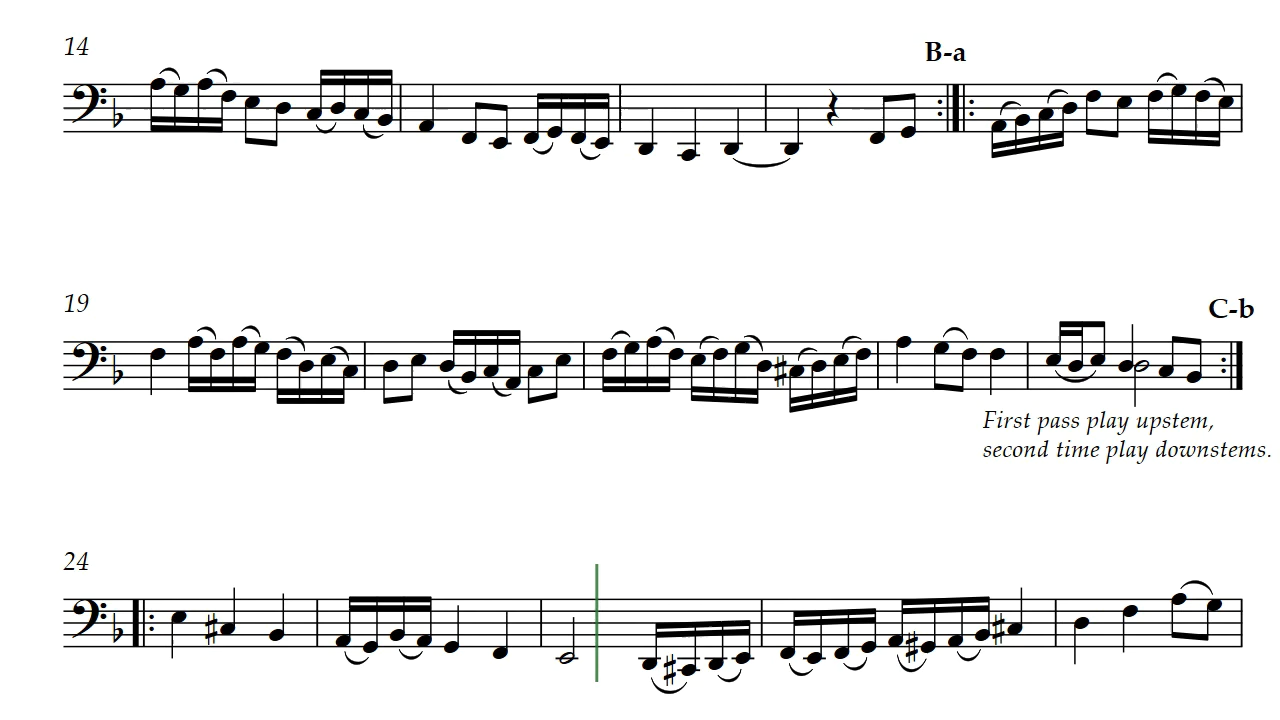 14
B-a
19
C-b
First pass play upstem,
second time play downstems.
24